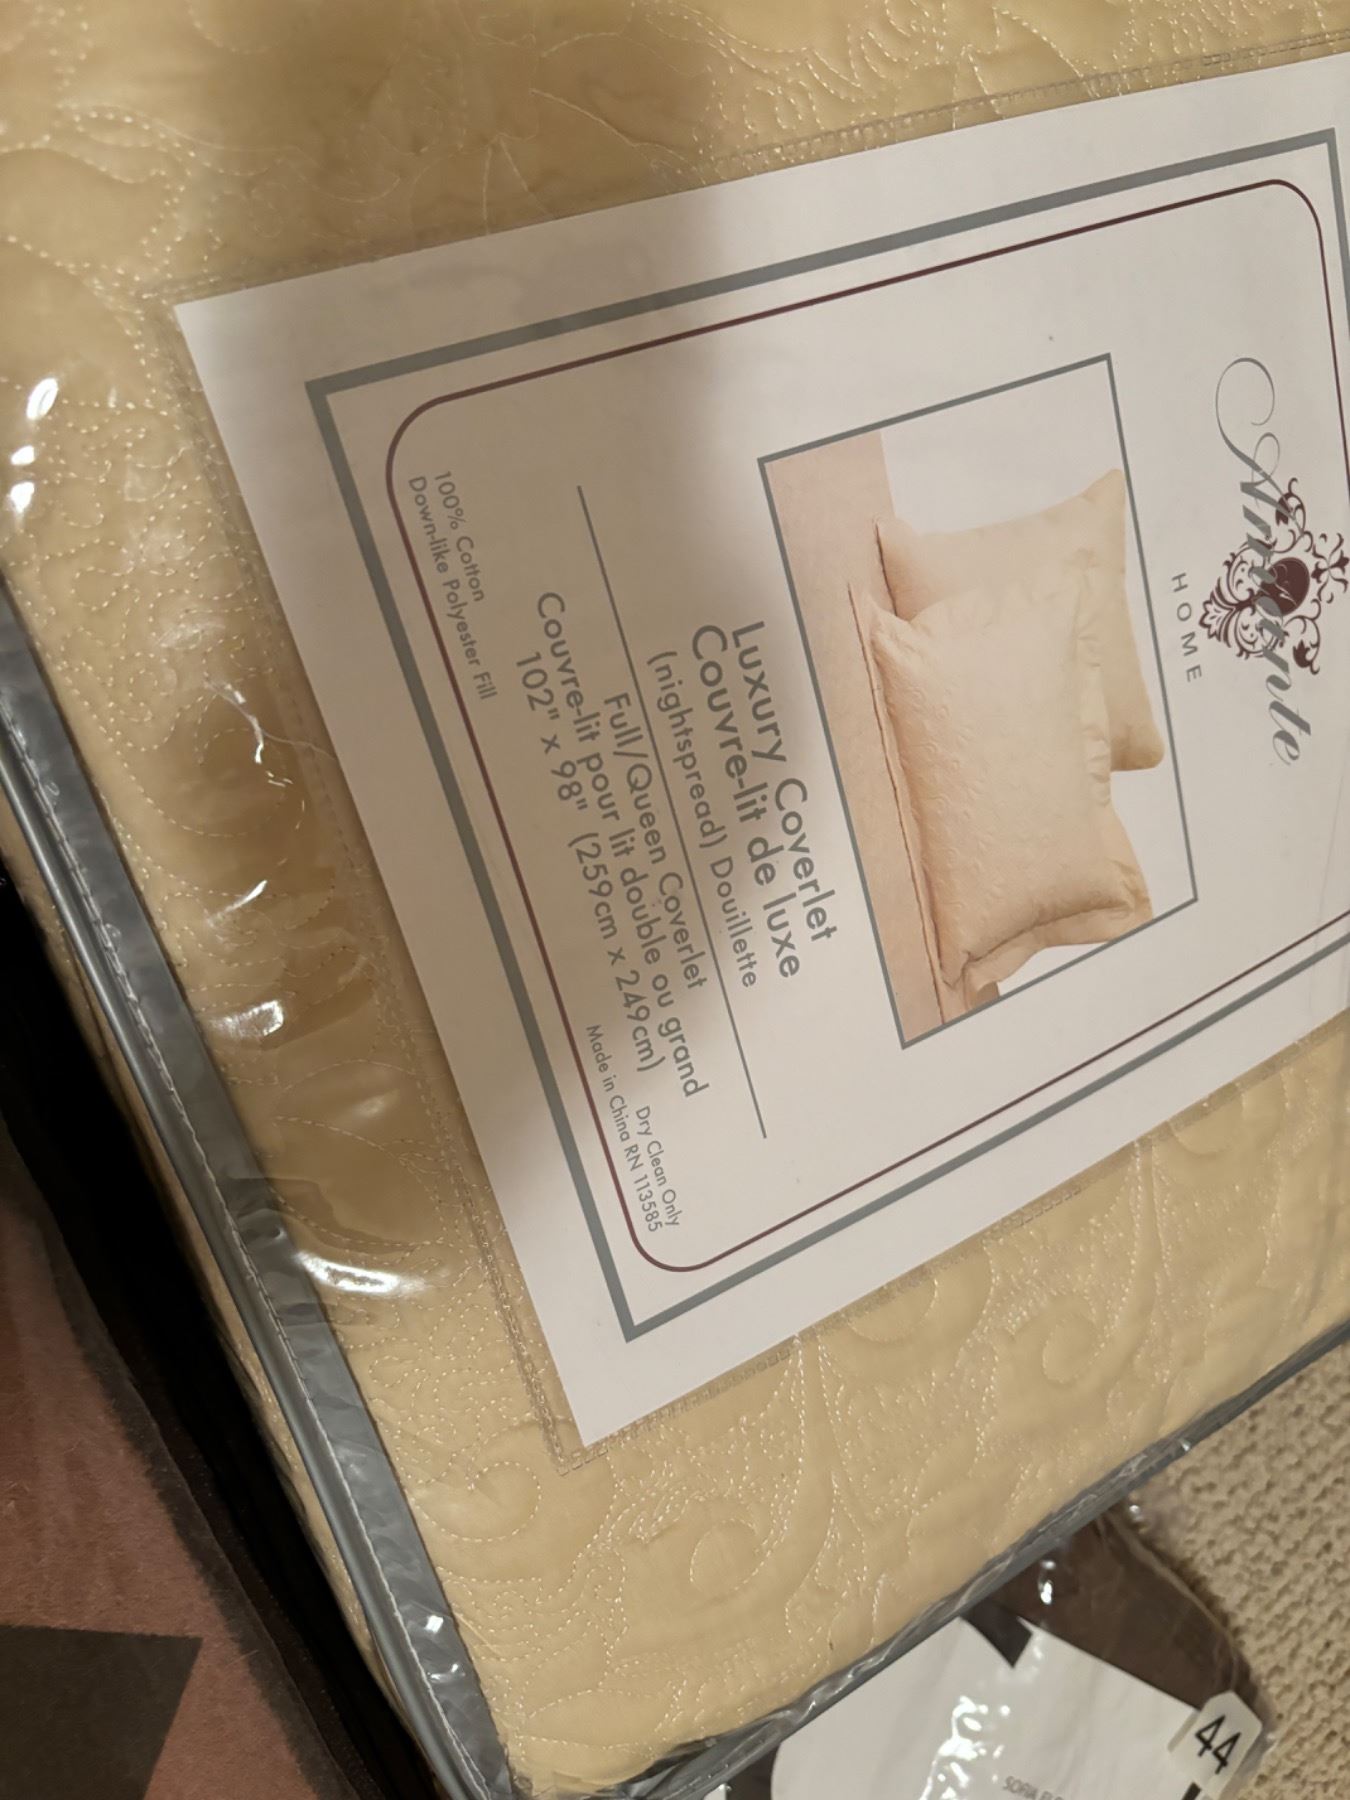 Andante
HOME
Luxury Coverlet
Couvre-lit de luxe
(nightspread) Douillette
Full/Queen Coverlet
Couvre-lit pour lit double ou grand
102" x 98" (259cm x 249cm)
100% Cotton
Down-like Polyester Fill
Dry Clean Only
Made in China RN 113585
44
SOFIA